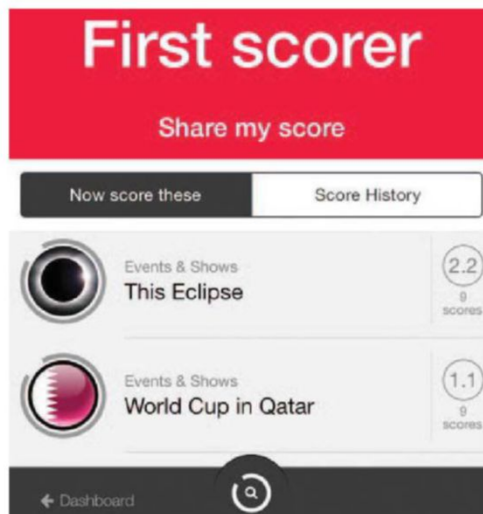 First scorer
Share my score
Now score these
Score History
Events & Shows
This Eclipse
2.2
9
scores
Events & Shows
World Cup in Qatar
1.1
9
scores
← Dashboard